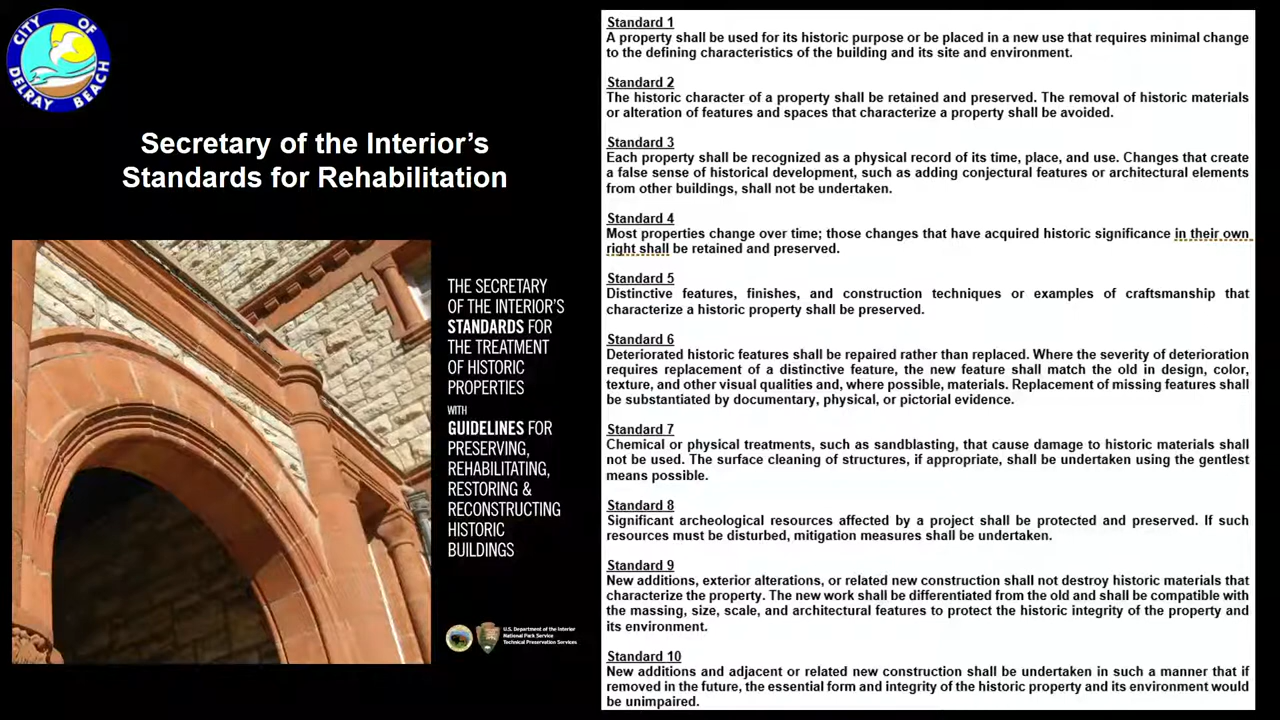 CITY OF
DELRAY BEACH
Secretary of the Interior's
Standards for Rehabilitation
THE SECRETARY
OF THE INTERIOR'S
STANDARDS FOR
THE TREATMENT
OF HISTORIC
PROPERTIES
WITH
GUIDELINES FOR
PRESERVING,
REHABILITATING,
RESTORING &
RECONSTRUCTING
HISTORIC
BUILDINGS
U.S. Department of the Interior
National Park Service
Technical Preservation Services
Standard 1
A property shall be used for its historic purpose or be placed in a new use that requires minimal change
to the defining characteristics of the building and its site and environment.
Standard 2
The historic character of a property shall be retained and preserved. The removal of historic materials
or alteration of features and spaces that characterize a property shall be avoided.
Standard 3
Each property shall be recognized as a physical record of its time, place, and use. Changes that create
a false sense of historical development, such as adding conjectural features or architectural elements
from other buildings, shall not be undertaken.
Standard 4
Most properties change over time; those changes that have acquired historic significance in their own
right shall be retained and preserved.
Standard 5
Distinctive features, finishes, and construction techniques or examples of craftsmanship that
characterize a historic property shall be preserved.
Standard 6
Deteriorated historic features shall be repaired rather than replaced. Where the severity of deterioration
requires replacement of a distinctive feature, the new feature shall match the old in design, color,
texture, and other visual qualities and, where possible, materials. Replacement of missing features shall
be substantiated by documentary, physical, or pictorial evidence.
Standard 7
Chemical or physical treatments, such as sandblasting, that cause damage to historic materials shall
not be used. The surface cleaning of structures, if appropriate, shall be undertaken using the gentlest
means possible.
Standard 8
Significant archeological resources affected by a project shall be protected and preserved. If such
resources must be disturbed, mitigation measures shall be undertaken.
Standard 9
New additions, exterior alterations, or related new construction shall not destroy historic materials that
characterize the property. The new work shall be differentiated from the old and shall be compatible with
the massing, size, scale, and architectural features to protect the historic integrity of the property and
its environment.
Standard 10
New additions and adjacent or related new construction shall be undertaken in such a manner that if
removed in the future, the essential form and integrity of the historic property and its environment would
be unimpaired.